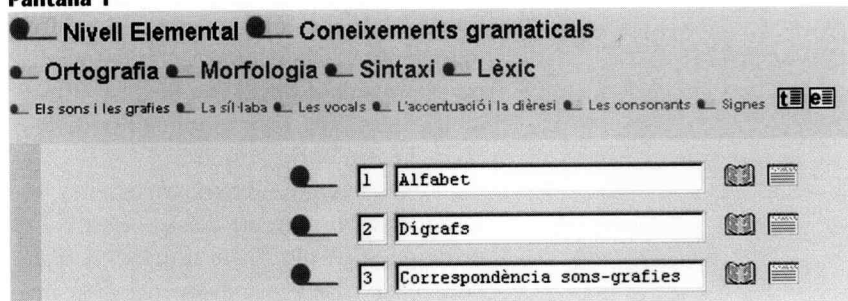 Pantalla 1
Nivell Elemental Coneixements gramaticals
Ortografia Morfologia Sintaxi Lèxic
Els sons i les grafies La síl·laba Les vocals L'accentuació i la dièresi Les consonants Signes t e
1 Alfabet
2 Dígrafs
3 Correspondència sons-grafies